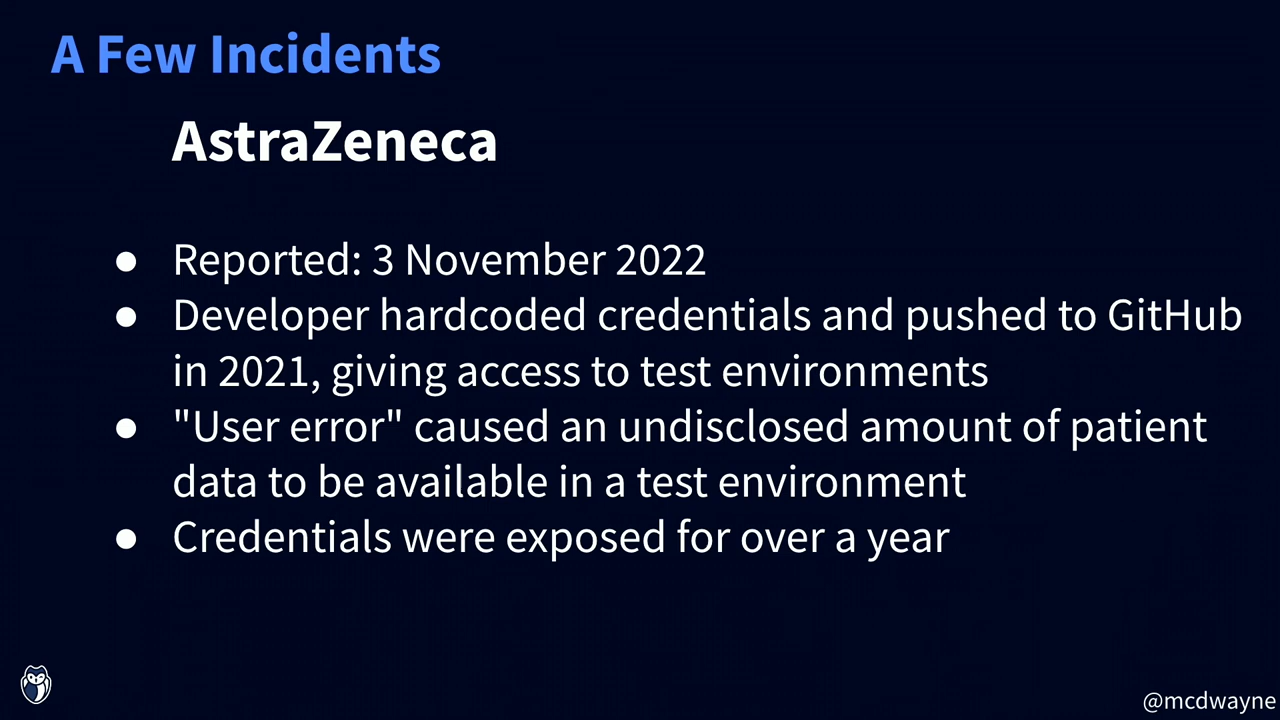 A Few Incidents
AstraZeneca
● Reported: 3 November 2022
● Developer hardcoded credentials and pushed to GitHub
in 2021, giving access to test environments
● "User error" caused an undisclosed amount of patient
data to be available in a test environment
● Credentials were exposed for over a year
@mcdwayne